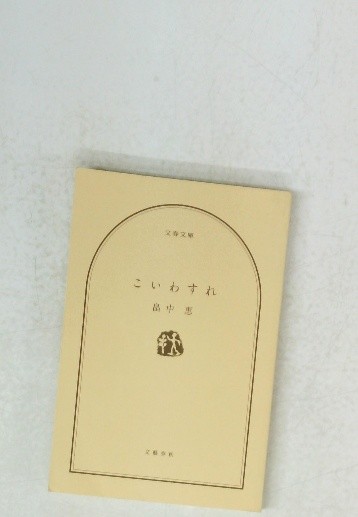 文春文庫
こいわすれ
畠中 恵
文藝春秋